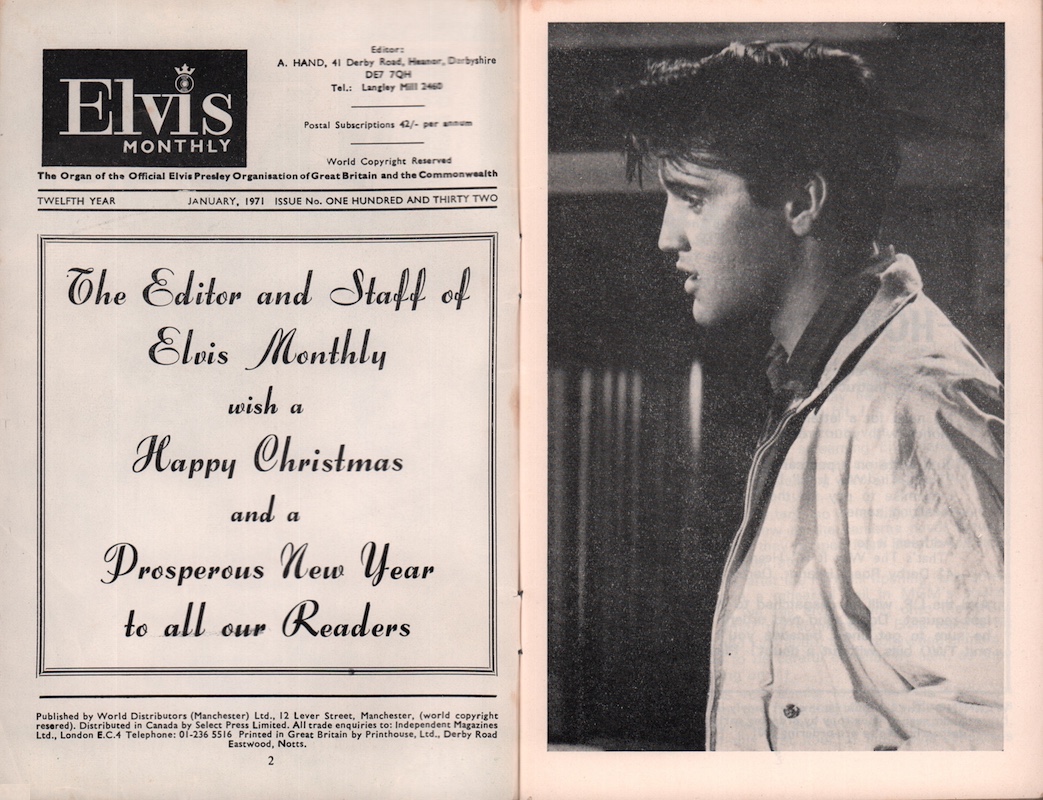 Elvis
MONTHLY
Editor:
A. HAND, 41 Derby Road, Heanor, Derbyshire
DE7 7QH
Tel.: Langley Mill 2460
Postal Subscriptions 42/- per annum
World Copyright Reserved
The Organ of the Official Elvis Presley Organisation of Great Britain and the Commonwealth
TWELFTH YEAR JANUARY, 1971 ISSUE No. ONE HUNDRED AND THIRTY TWO
The Editor and Staff of
Elvis Monthly
wish a
Happy Christmas
and a
Prosperous New Year
to all our Readers
Published by World Distributors (Manchester) Ltd., 12 Lever Street, Manchester, (world copyright
resered). Distributed in Canada by Select Press Limited. All trade enquiries to: Independent Magazines
Ltd., London E.C.4 Telephone: 01-236 5516 Printed in Great Britain by Printhouse, Ltd., Derby Road
Eastwood, Notts.
2